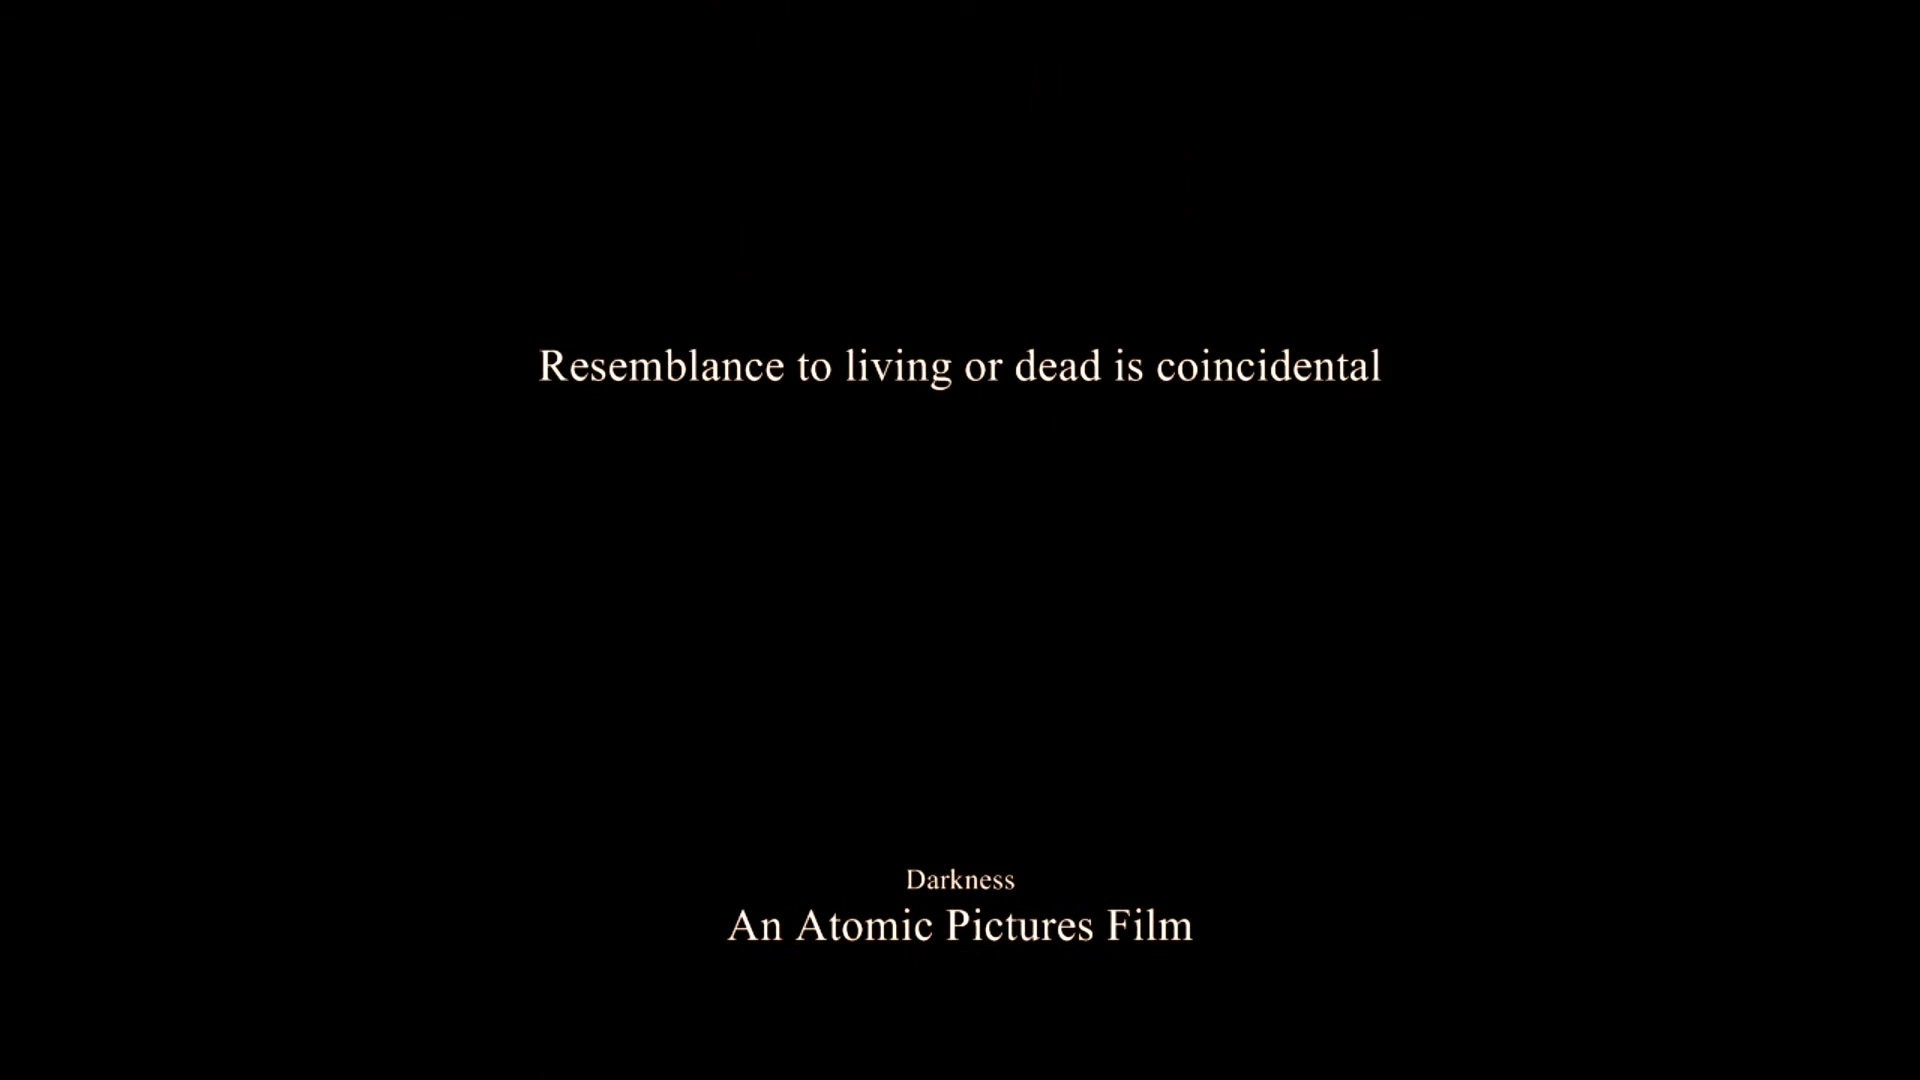 Resemblance to living or dead is coincidental
Darkness
An Atomic Pictures Film